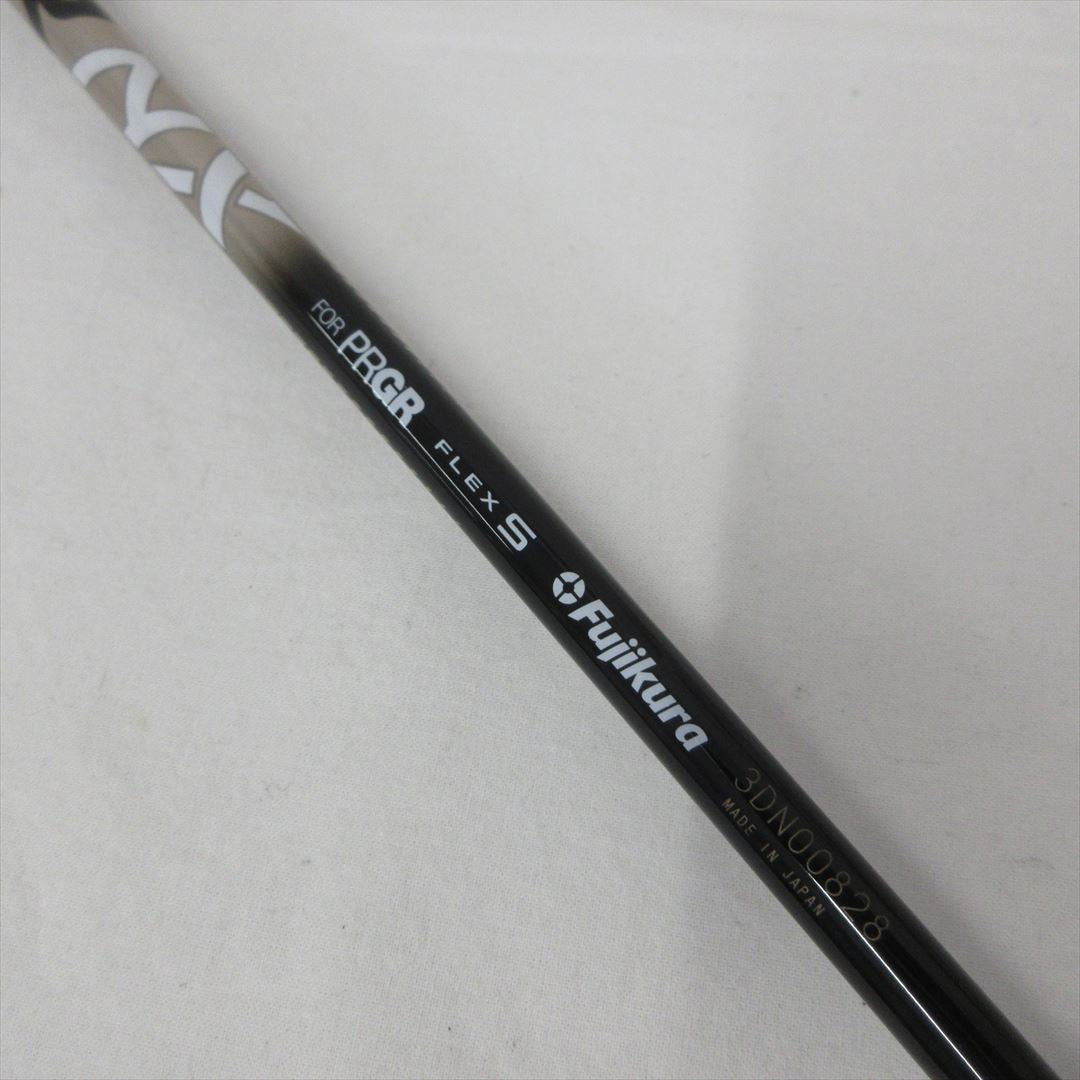 FOR PRGR FLEX S Fujikura 3DN00828
MADE IN JAPAN